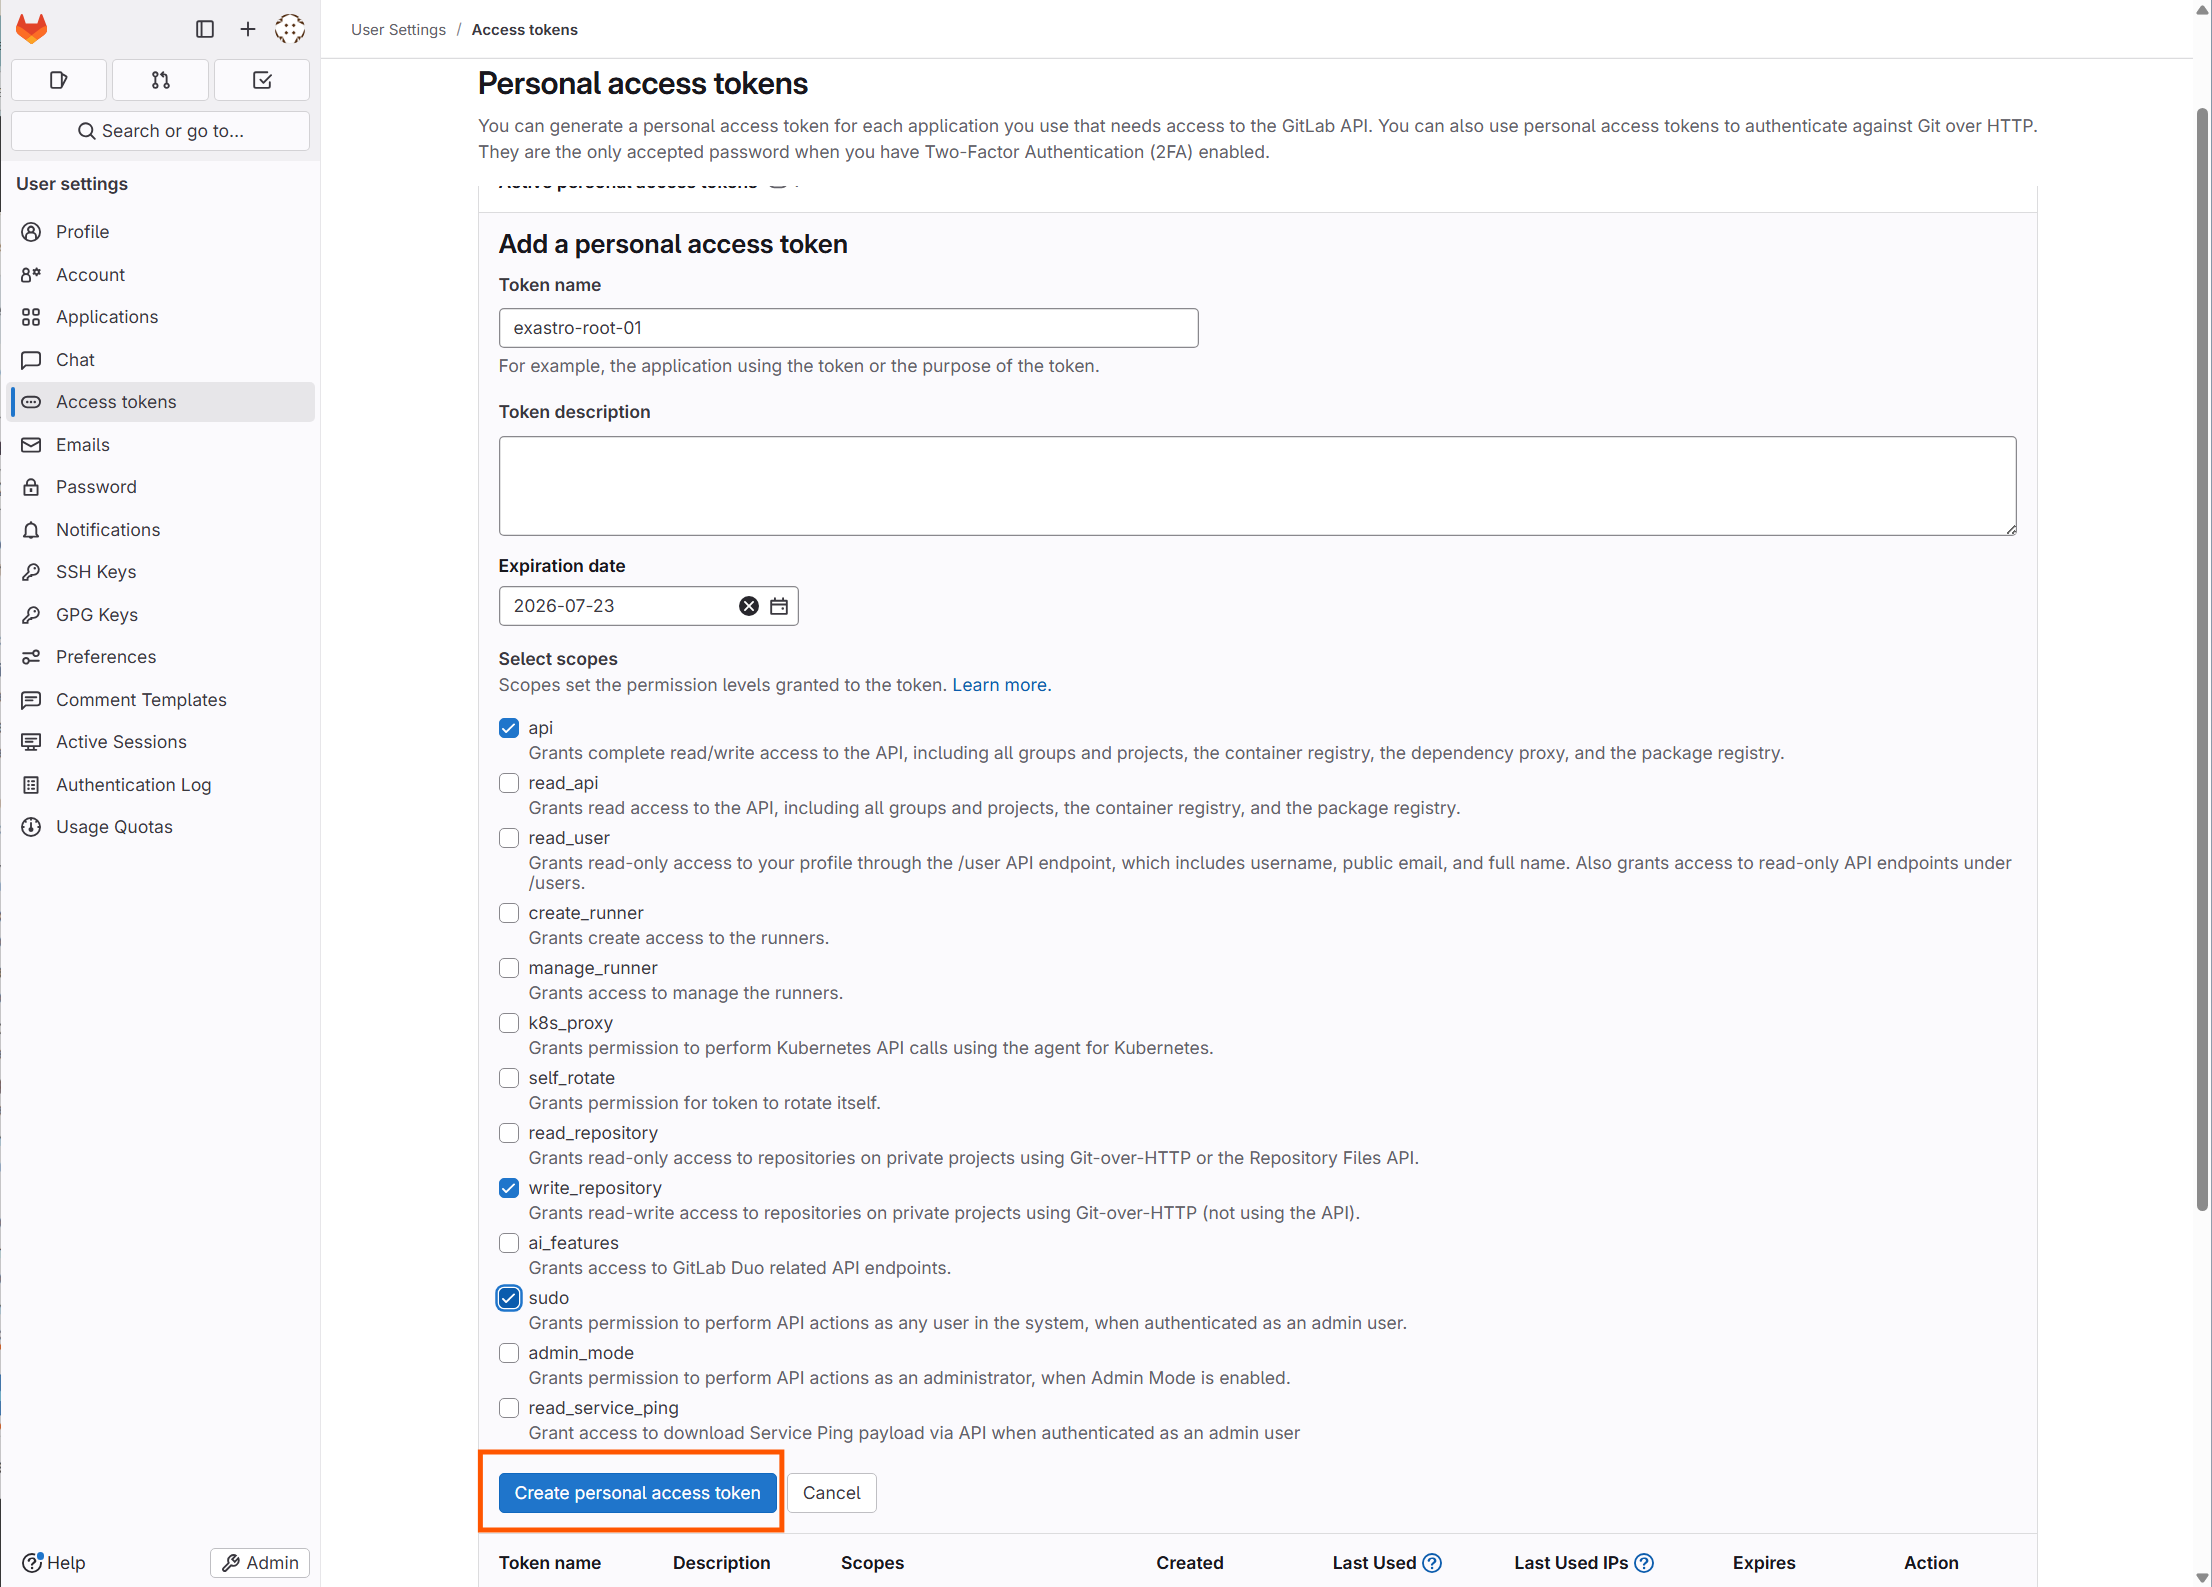 User Settings / Access tokens
Search or go to...
User settings
Profile
Account
Applications
Chat
Access tokens
Emails
Password
Notifications
SSH Keys
GPG Keys
Preferences
Comment Templates
Active Sessions
Authentication Log
Usage Quotas
Help
Admin
Personal access tokens
You can generate a personal access token for each application you use that needs access to the GitLab API. You can also use personal access tokens to authenticate against Git over HTTP.
They are the only accepted password when you have Two-Factor Authentication (2FA) enabled.
Active personal access tokens
Add a personal access token
Token name
exastro-root-01
For example, the application using the token or the purpose of the token.
Token description
Expiration date
2026-07-23
Select scopes
Scopes set the permission levels granted to the token. Learn more.
api
Grants complete read/write access to the API, including all groups and projects, the container registry, the dependency proxy, and the package registry.
read_api
Grants read access to the API, including all groups and projects, the container registry, and the package registry.
read_user
Grants read-only access to your profile through the /user API endpoint, which includes username, public email, and full name. Also grants access to read-only API endpoints under
/users.
create_runner
Grants create access to the runners.
manage_runner
Grants access to manage the runners.
k8s_proxy
Grants permission to perform Kubernetes API calls using the agent for Kubernetes.
self_rotate
Grants permission for token to rotate itself.
read_repository
Grants read-only access to repositories on private projects using Git-over-HTTP or the Repository Files API.
write_repository
Grants read-write access to repositories on private projects using Git-over-HTTP (not using the API).
ai_features
Grants access to GitLab Duo related API endpoints.
sudo
Grants permission to perform API actions as any user in the system, when authenticated as an admin user.
admin_mode
Grants permission to perform API actions as an administrator, when Admin Mode is enabled.
read_service_ping
Grant access to download Service Ping payload via API when authenticated as an admin user
Create personal access token
Cancel
Token name Description Scopes Created Last Used Last Used IPs Expires Action